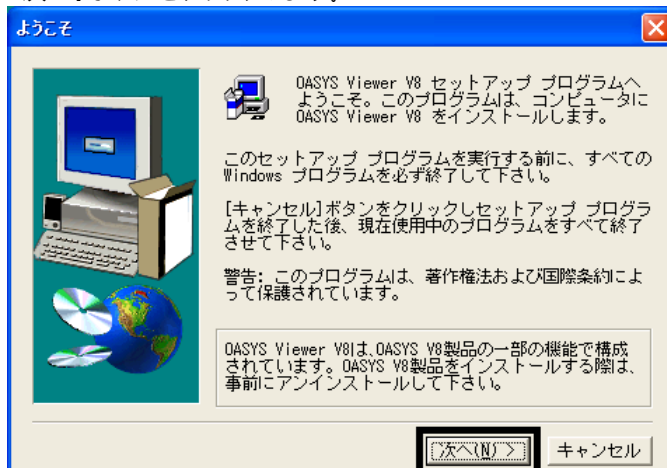 ようこそ
OASYS Viewer V8 セットアップ プログラムへ
ようこそ。このプログラムは、コンピュータに
OASYS Viewer V8 をインストールします。
このセットアップ プログラムを実行する前に、すべての
Windows プログラムを必ず終了して下さい。
[キャンセル]ボタンをクリックしセットアップ プログラ
ムを終了した後、現在使用中のプログラムをすべて終了
させて下さい。
警告: このプログラムは、著作権法および国際条約によ
って保護されています。
OASYS Viewer V8は、OASYS V8製品の一部の機能で構成
されています。OASYS V8製品をインストールする際は、
事前にアンインストールして下さい。
次へ(N) >
キャンセル